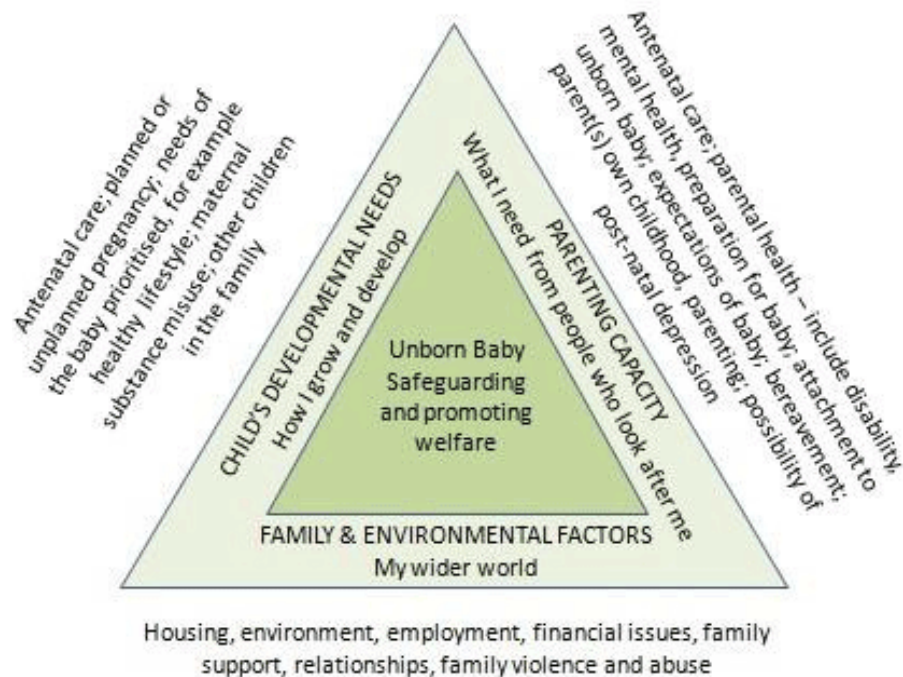 Antenatal care; planned or
unplanned pregnancy; needs of
the baby prioritised, for example
healthy lifestyle; maternal
substance misuse; other children
in the family
CHILD'S DEVELOPMENTAL NEEDS
How I grow and develop
Unborn Baby
Safeguarding
and promoting
welfare
PARENTING CAPACITY
What I need from people who look after me
Antenatal care; parental health – include disability,
mental health, preparation for baby; attachment to
unborn baby; expectations of baby; bereavement;
parent(s) own childhood, parenting; possibility of
post-natal depression
FAMILY & ENVIRONMENTAL FACTORS
My wider world
Housing, environment, employment, financial issues, family
support, relationships, family violence and abuse